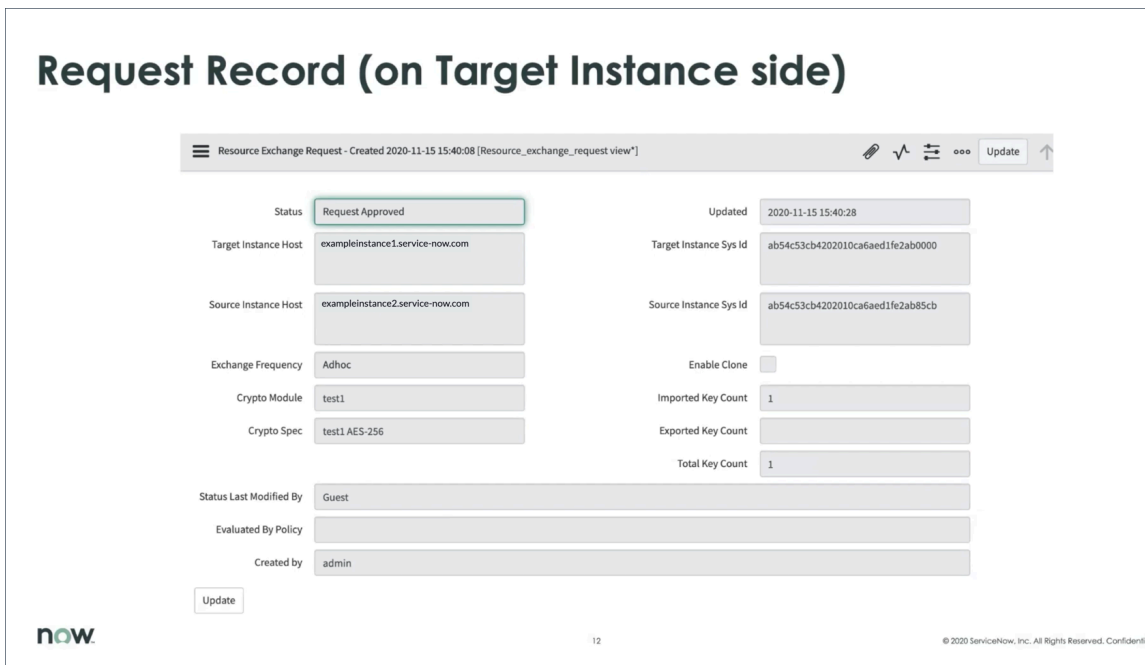 Request Record (on Target Instance side)
Resource Exchange Request - Created 2020-11-15 15:40:08 [Resource_exchange_request view*]
Update
Status Request Approved Updated 2020-11-15 15:40:28
Target Instance Host exampleinstance1.service-now.com Target Instance Sys Id ab54c53cb4202010ca6aed1fe2ab0000
Source Instance Host exampleinstance2.service-now.com Source Instance Sys Id ab54c53cb4202010ca6aed1fe2ab85cb
Exchange Frequency Adhoc Enable Clone
Crypto Module test1 Imported Key Count 1
Crypto Spec test1 AES-256 Exported Key Count
Total Key Count 1
Status Last Modified By Guest
Evaluated By Policy
Created by admin
Update
now.
12
© 2020 ServiceNow, Inc. All Rights Reserved. Confidenti